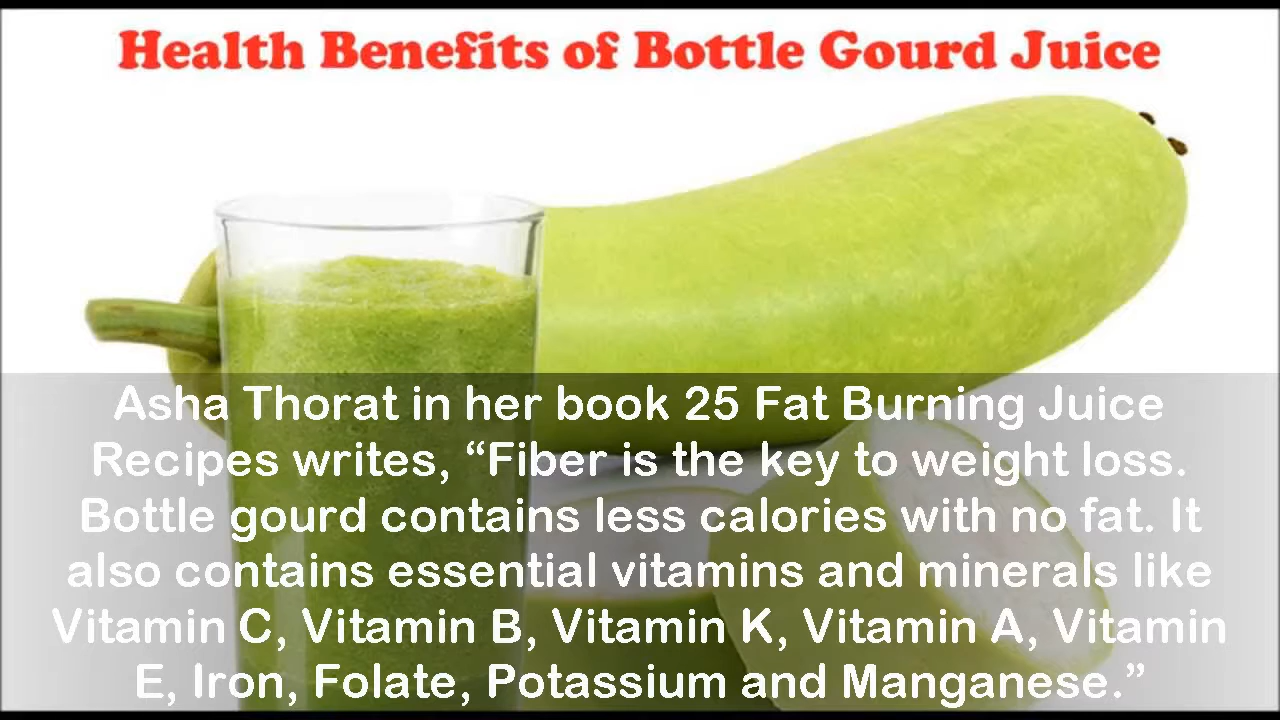 Health Benefits of Bottle Gourd Juice
Asha Thorat in her book 25 Fat Burning Juice
Recipes writes, “Fiber is the key to weight loss.
Bottle gourd contains less calories with no fat. It
also contains essential vitamins and minerals like
Vitamin C, Vitamin B, Vitamin K, Vitamin A, Vitamin
E, Iron, Folate, Potassium and Manganese.”